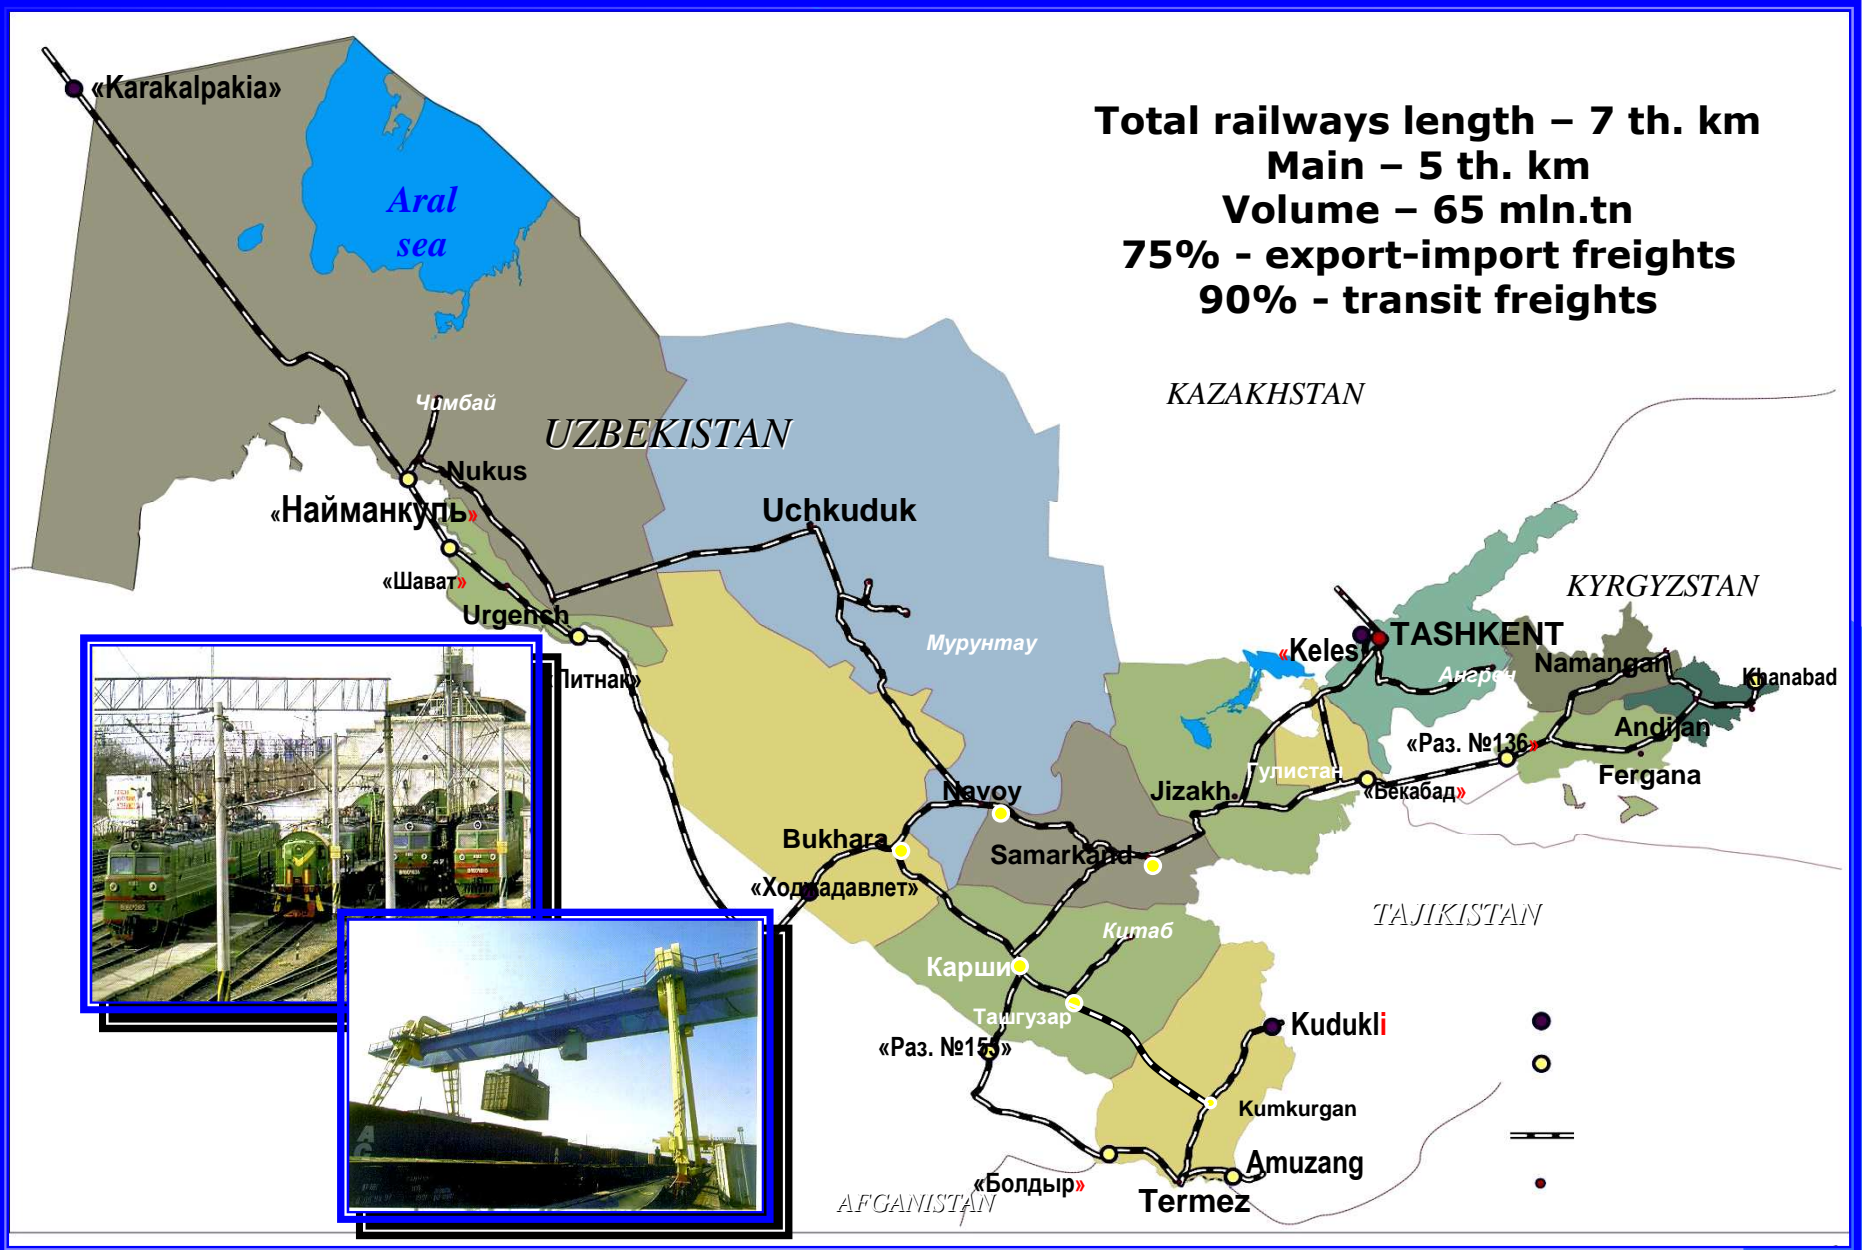 «Karakalpakia»
Total railways length – 7 th. km
Main – 5 th. km
Volume – 65 mln.tn
75% - export-import freights
90% - transit freights
Aral
sea
KAZAKHSTAN
Чимбай
UZBEKISTAN
Nukus
«Найманкуль»
Uchkuduk
«Шават»
KYRGYZSTAN
Urgench
Мурунтау
«Keles
TASHKENT
Namangan
Ангрен
Khanabad
«Питнак»
Andijan
«Раз. №136»
Гулистан
Fergana
Navoy
Jizakh
«Бекабад»
Bukhara
Samarkand
«Ходжадавлет»
TAJIKISTAN
Китаб
Карши
Ташгузар
Kudukli
«Раз. №155»
Kumkurgan
Amuzang
«Болдыр»
Termez
AFGANISTAN